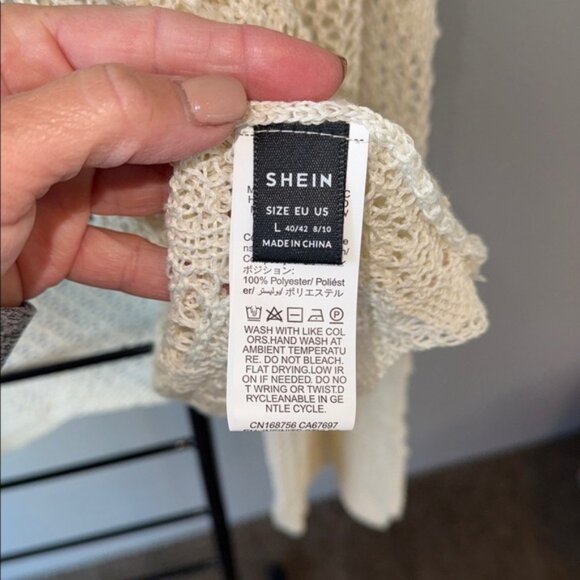 SHEIN
SIZE EU US
L 40/42 8/10
MADE IN CHINA
ポジション:
100% Polyester/ Poliést
er/ بوليستر/ ポリエステル
WASH WITH LIKE COL
ORS.HAND WASH AT
AMBIENT TEMPERATU
RE. DO NOT BLEACH.
FLAT DRYING.LOW IR
ON IF NEEDED. DO NO
T WRING OR TWIST.D
RYCLEANABLE IN GE
NTLE CYCLE.
CN168756 CA67697